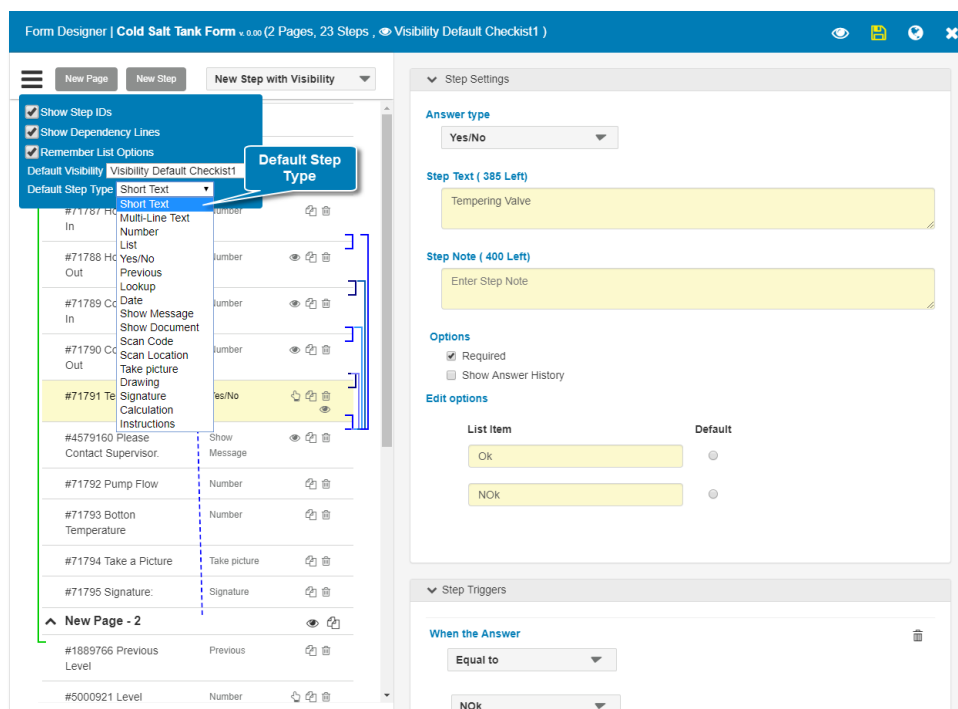 Form Designer | Cold Salt Tank Form v. 0.00 (2 Pages, 23 Steps , Visibility Default Checkist1 )
New Page
New Step
New Step with Visibility
Show Step IDs
Show Dependency Lines
Remember List Options
Default Visibility Visibility Default Checkist1
Default Step Type Short Text
Default Step
Type
Short Text
Multi-Line Text
Number
List
Yes/No
Previous
Lookup
Date
Show Message
Show Document
Scan Code
Scan Location
Take picture
Drawing
Signature
Calculation
Instructions
#71787
In
Number
#71788
Out
Number
#71789
In
Number
#71790
Out
Number
#71791
Yes/No
#4579160 Please
Contact Supervisor.
Show
Message
#71792 Pump Flow
Number
#71793 Botton
Temperature
Number
#71794 Take a Picture
Take picture
#71795 Signature:
Signature
New Page - 2
#1889766 Previous
Level
Previous
#5000921 Level
Number
Step Settings
Answer type
Yes/No
Step Text ( 385 Left)
Tempering Valve
Step Note ( 400 Left)
Enter Step Note
Options
Required
Show Answer History
Edit options
List Item
Default
Ok
NOk
Step Triggers
When the Answer
Equal to
NOk